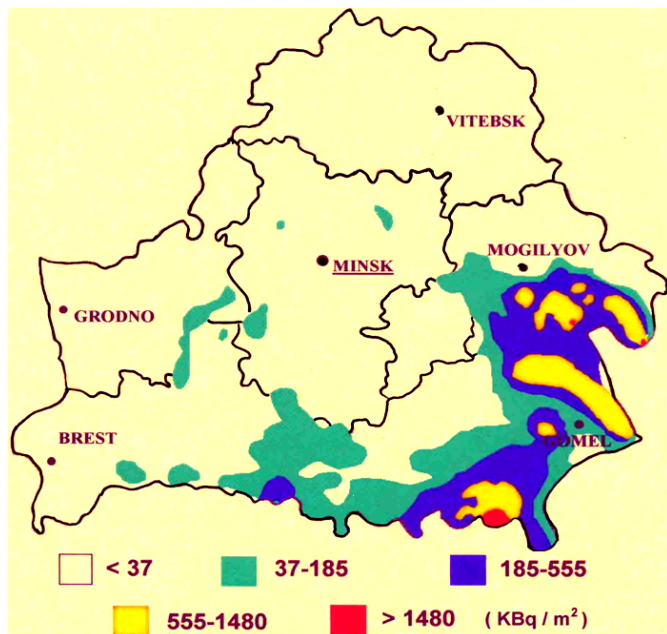 VITEBSK
MOGILYOV
MINSK
GRODNO
BREST
GOMEL
< 37
37-185
185-555
555-1480
> 1480 ( KBq / m² )